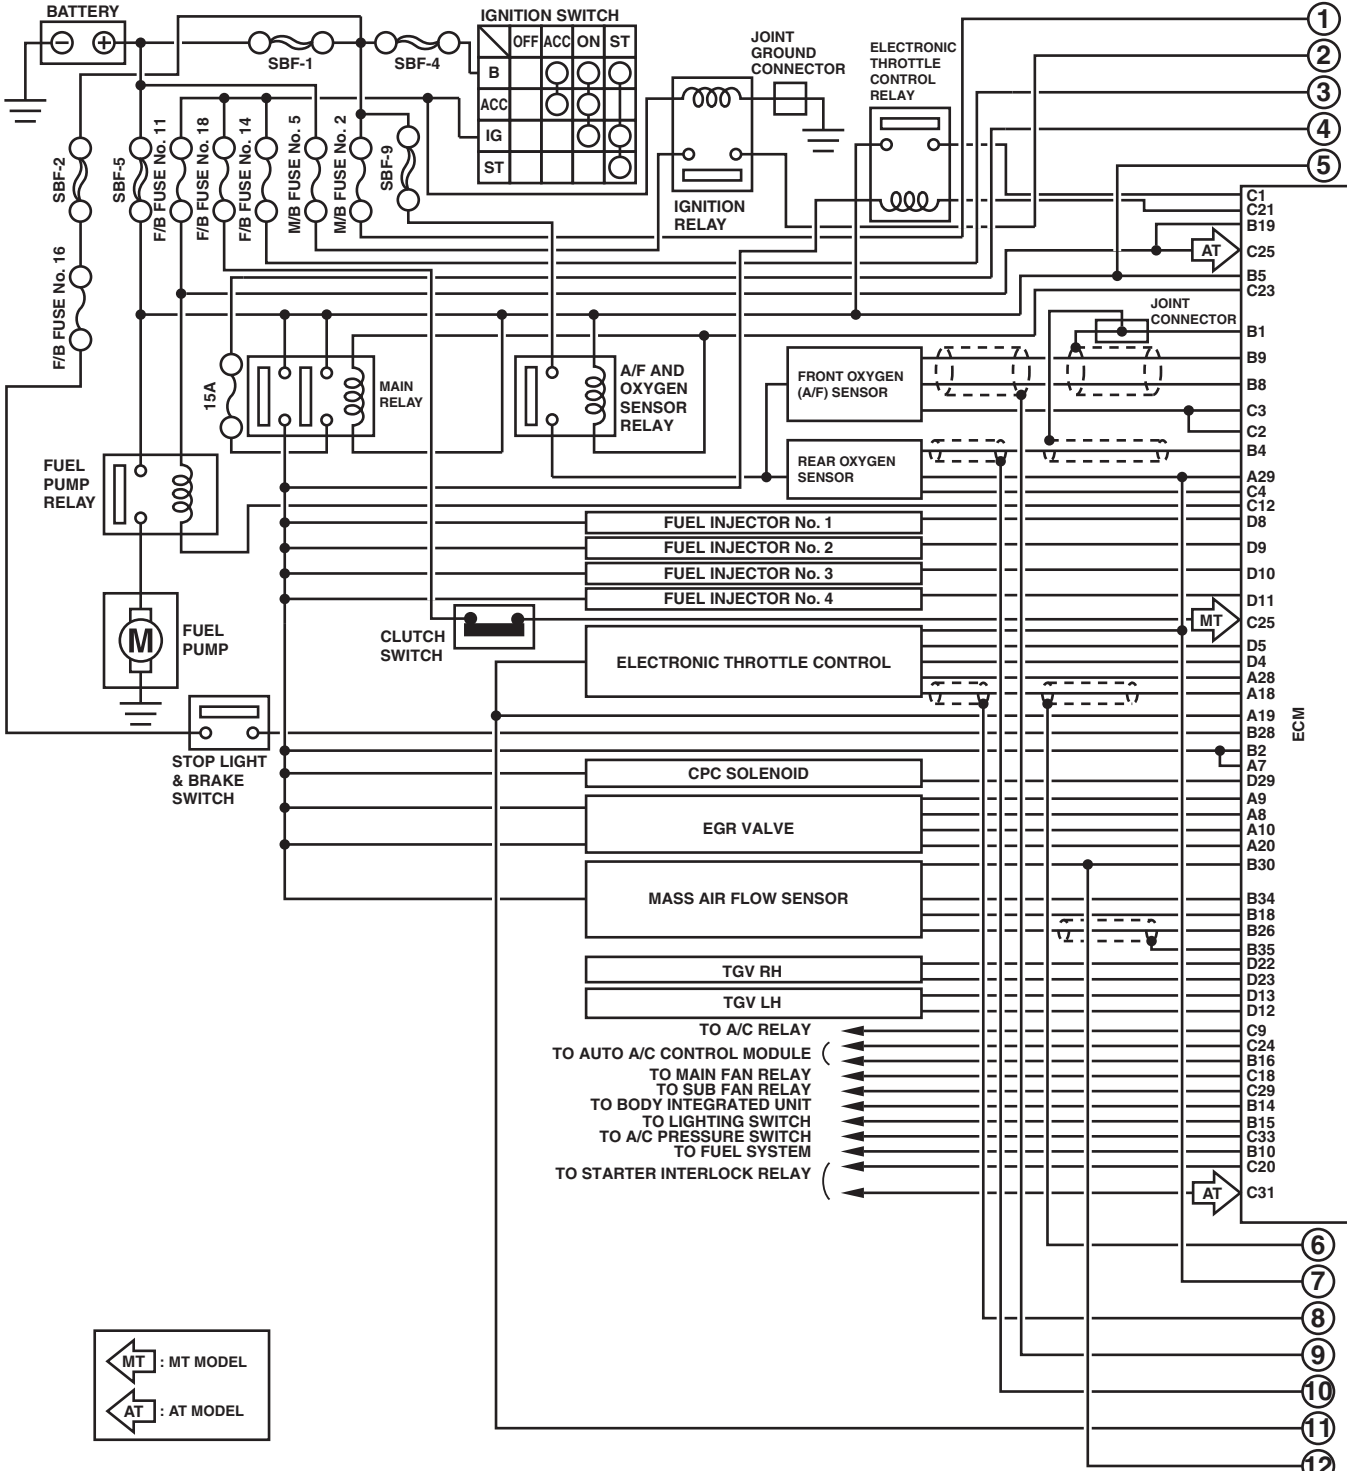 BATTERY
SBF-1
SBF-4
IGNITION SWITCH
OFF ACC ON ST
B
ACC
IG
ST
JOINT
GROUND
CONNECTOR
ELECTRONIC
THROTTLE
CONTROL
RELAY
IGNITION
RELAY
1
2
3
4
5
SBF-2
SBF-5
F/B FUSE No. 11
F/B FUSE No. 18
F/B FUSE No. 14
M/B FUSE No. 5
M/B FUSE No. 2
SBF-9
F/B FUSE No. 16
15A
MAIN
RELAY
A/F AND
OXYGEN
SENSOR
RELAY
FRONT OXYGEN
(A/F) SENSOR
REAR OXYGEN
SENSOR
JOINT
CONNECTOR
FUEL
PUMP
RELAY
M
FUEL
PUMP
CLUTCH
SWITCH
STOP LIGHT
& BRAKE
SWITCH
FUEL INJECTOR No. 1
FUEL INJECTOR No. 2
FUEL INJECTOR No. 3
FUEL INJECTOR No. 4
ELECTRONIC THROTTLE CONTROL
CPC SOLENOID
EGR VALVE
MASS AIR FLOW SENSOR
TGV RH
TGV LH
TO A/C RELAY
TO AUTO A/C CONTROL MODULE
TO MAIN FAN RELAY
TO SUB FAN RELAY
TO BODY INTEGRATED UNIT
TO LIGHTING SWITCH
TO A/C PRESSURE SWITCH
TO FUEL SYSTEM
TO STARTER INTERLOCK RELAY
C1
C21
B19
AT C25
B5
C23
B1
B9
B8
C3
C2
B4
A29
C4
C12
D8
D9
D10
D11
MT C25
D5
D4
A28
A18
A19
B28
B2
A7
D29
A9
A8
A10
A20
B30
B34
B18
B26
B35
D22
D23
D13
D12
C9
C24
B16
C18
C29
B14
B15
C33
B10
C20
AT C31
ECM
6
7
8
9
10
11
12
MT : MT MODEL
AT : AT MODEL